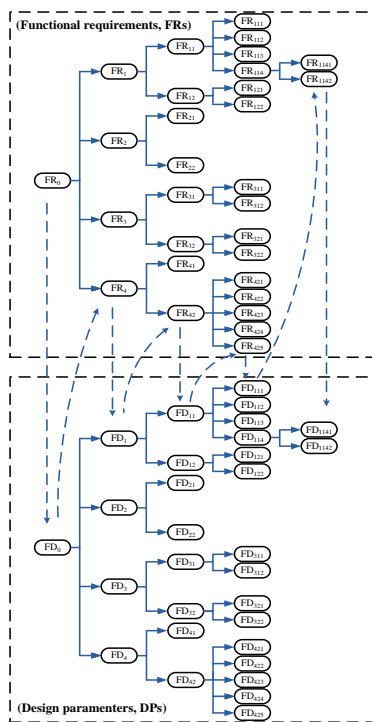 (Functional requirements, FRs)
FR111
FR11
FR112
FR113
FR1141
FR1
FR114
FR1142
FR12
FR121
FR122
FR21
FR2
FR22
FR0
FR31
FR311
FR312
FR3
FR32
FR321
FR322
FR41
FR4
FR421
FR422
FR42
FR423
FR424
FR425
FD111
FD112
FD11
FD113
FD1141
FD1
FD114
FD1142
FD12
FD121
FD122
FD21
FD2
FD22
FD0
FD31
FD311
FD312
FD3
FD32
FD321
FD322
FD41
FD4
FD421
FD422
FD42
FD423
FD424
(Design paramenters, DPs)
FD425